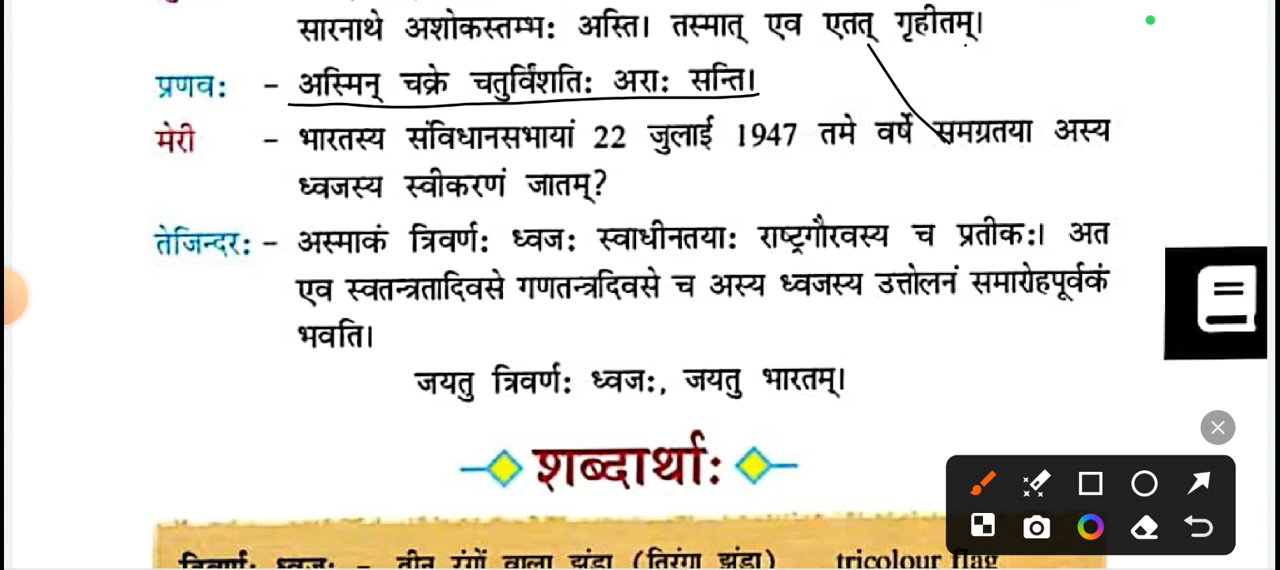 सारनाथे अशोकस्तम्भः अस्ति। तस्मात् एव एतत् गृहीतम्।
प्रणवः - अस्मिन् चक्रे चतुर्विंशतिः अराः सन्ति।
मेरी - भारतस्य संविधानसभायां 22 जुलाई 1947 तमे वर्षे समग्रतया अस्य
ध्वजस्य स्वीकरणं जातम्?
तेजिन्दरः - अस्माकं त्रिवर्णः ध्वजः स्वाधीनतयाः राष्ट्रगौरवस्य च प्रतीकः। अत
एव स्वतन्त्रतादिवसे गणतन्त्रदिवसे च अस्य ध्वजस्य उत्तोलनं समारोहपूर्वकं
भवति।
जयतु त्रिवर्णः ध्वजः, जयतु भारतम्।
शब्दार्थाः
त्रिवर्णः ध्वजः - तीन रंगों वाला झंडा (तिरंगा झंडा) tricolour flag